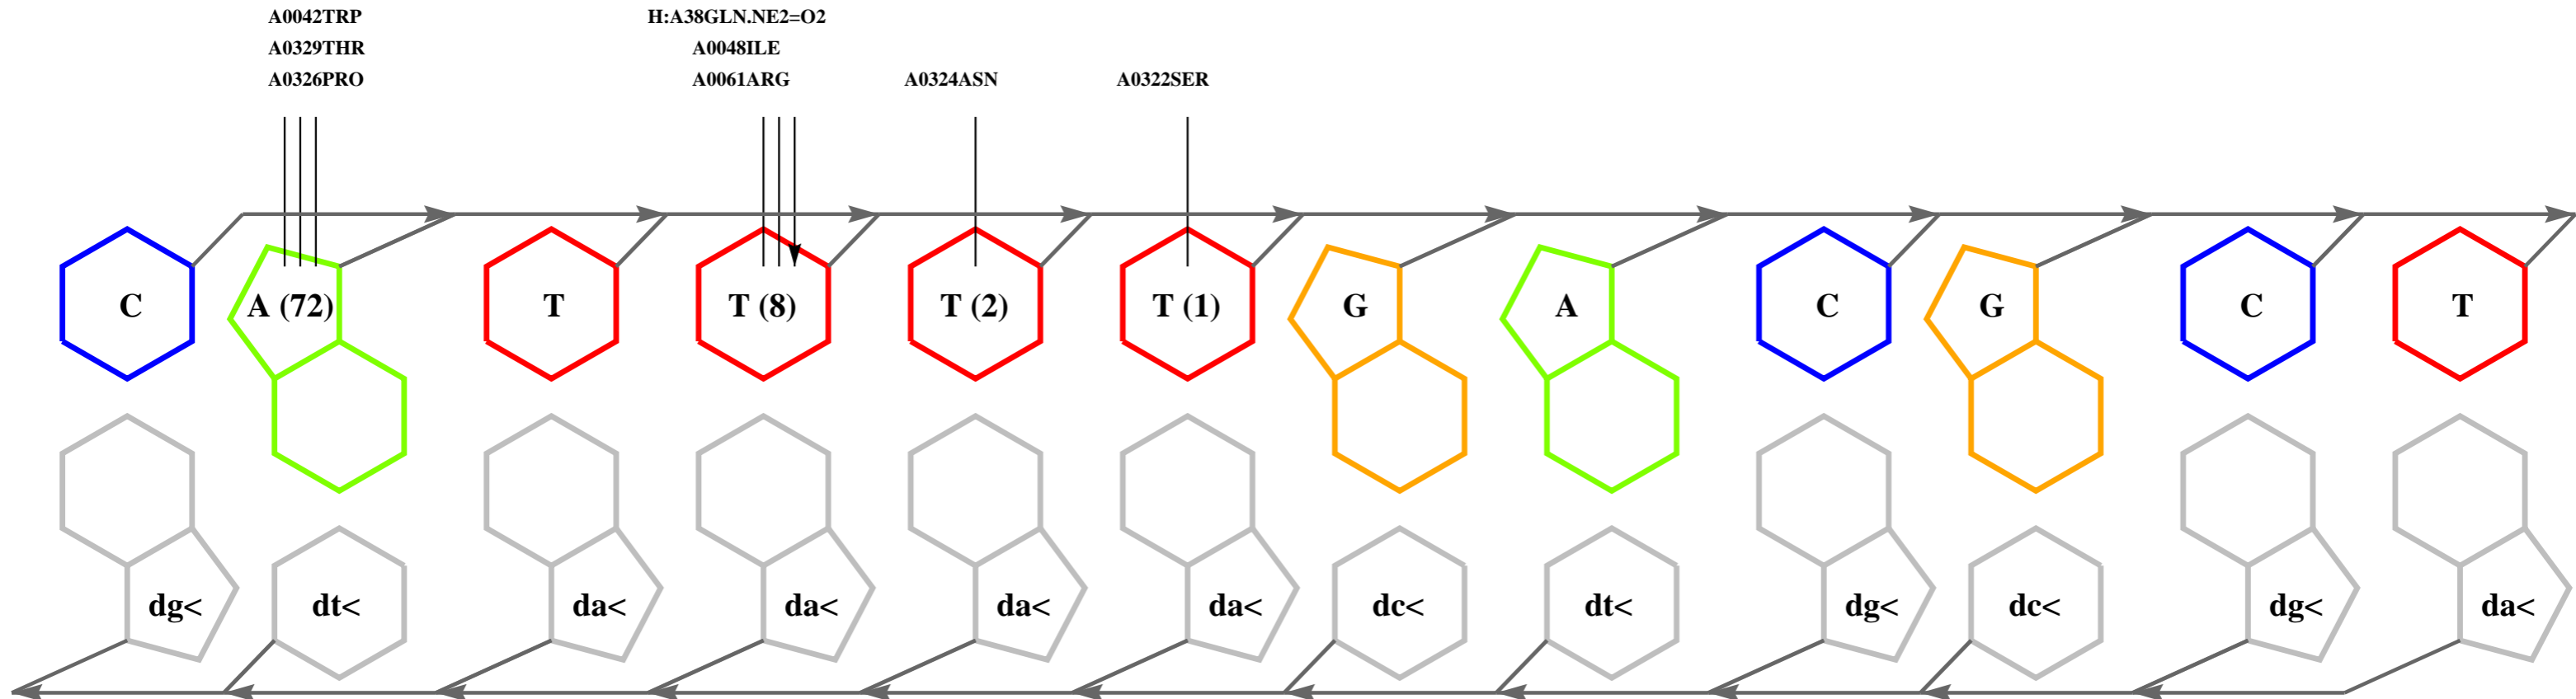 A0042TRP H:A38GLN.NE2=O2
A0329THR A0048ILE
A0326PRO A0061ARG A0324ASN A0322SER
C A (72) T T (8) T (2) T (1) G A C G C T
dg< dt< da< da< da< da< dc< dt< dg< dc< dg< da<